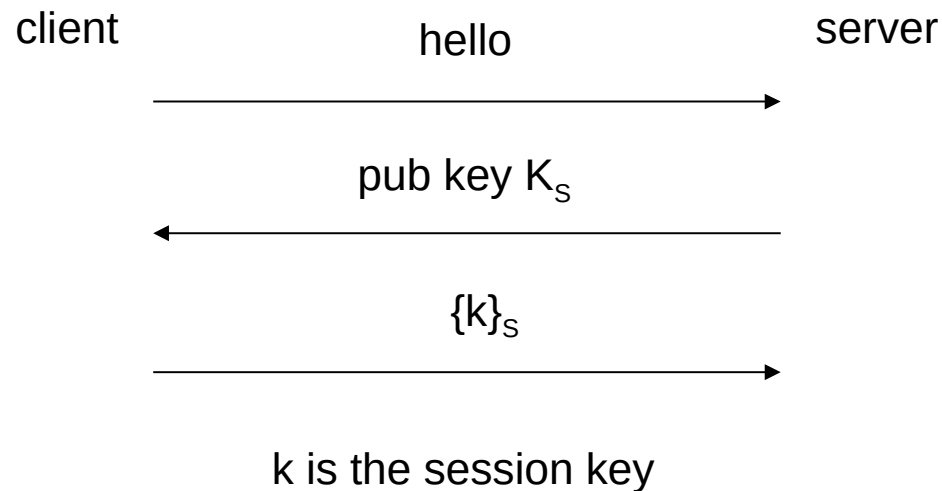 client hello server
pub key K_S
{k}_S
k is the session key